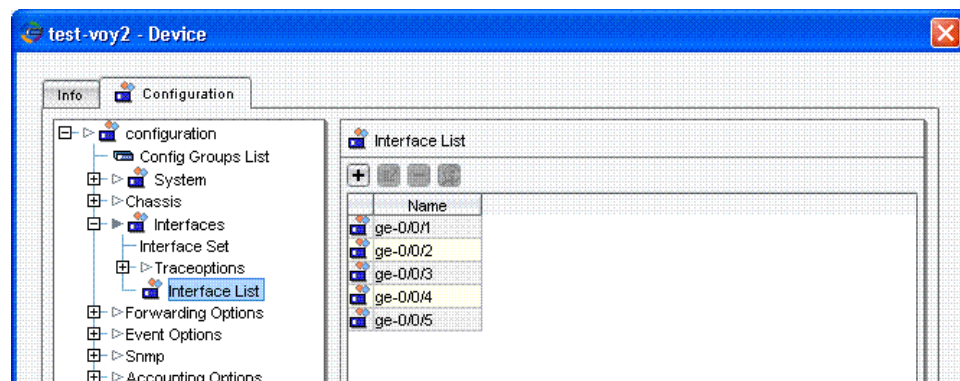 test-voy2 - Device
Info
Configuration
configuration
Config Groups List
System
Chassis
Interfaces
Interface Set
Traceoptions
Interface List
Forwarding Options
Event Options
Snmp
Accounting Options
Interface List
Name
ge-0/0/1
ge-0/0/2
ge-0/0/3
ge-0/0/4
ge-0/0/5